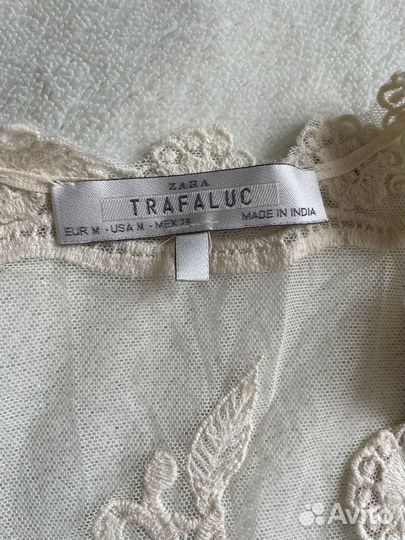 ZARA
TRAFALUC
EUR M · USA M · MEX 28
MADE IN INDIA
Avito